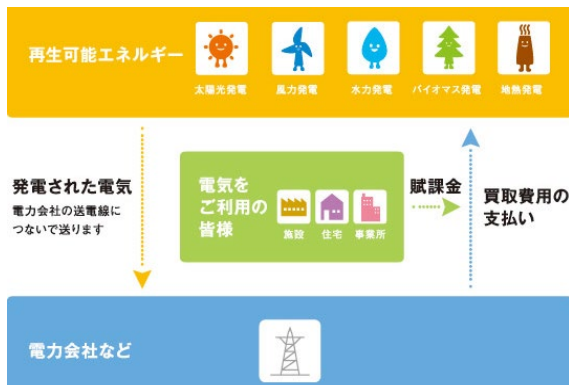 再生可能エネルギー
太陽光発電
風力発電
水力発電
バイオマス発電
地熱発電
発電された電気
電力会社の送電線に
つないで送ります
電気を
ご利用の
皆様
施設
住宅
事業所
賦課金
買取費用の
支払い
電力会社など